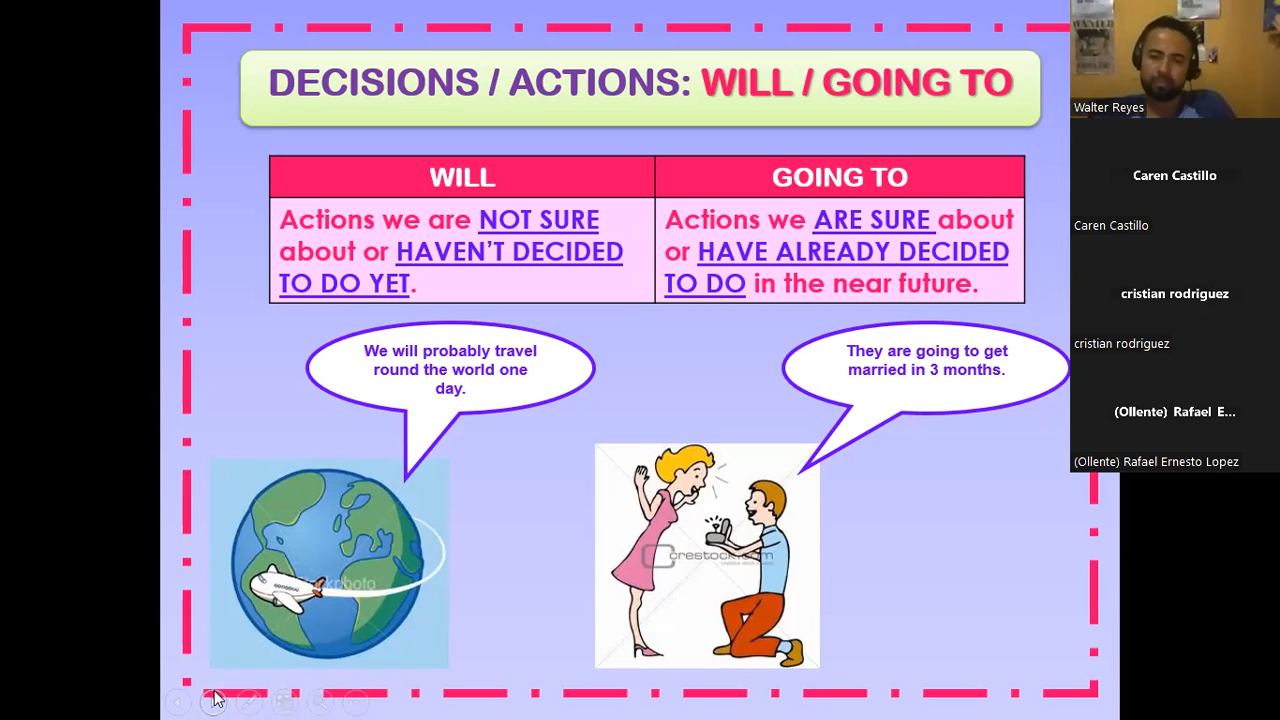 DECISIONS / ACTIONS: WILL / GOING TO
WILL
GOING TO
Actions we are NOT SURE
about or HAVEN'T DECIDED
TO DO YET.
Actions we ARE SURE about
or HAVE ALREADY DECIDED
TO DO in the near future.
We will probably travel
round the world one
day.
They are going to get
married in 3 months.
crestock.com
WANTED
Walter Reyes
Caren Castillo
Caren Castillo
cristian rodriguez
cristian rodriguez
(Ollente) Rafael E...
(Ollente) Rafael Ernesto Lopez